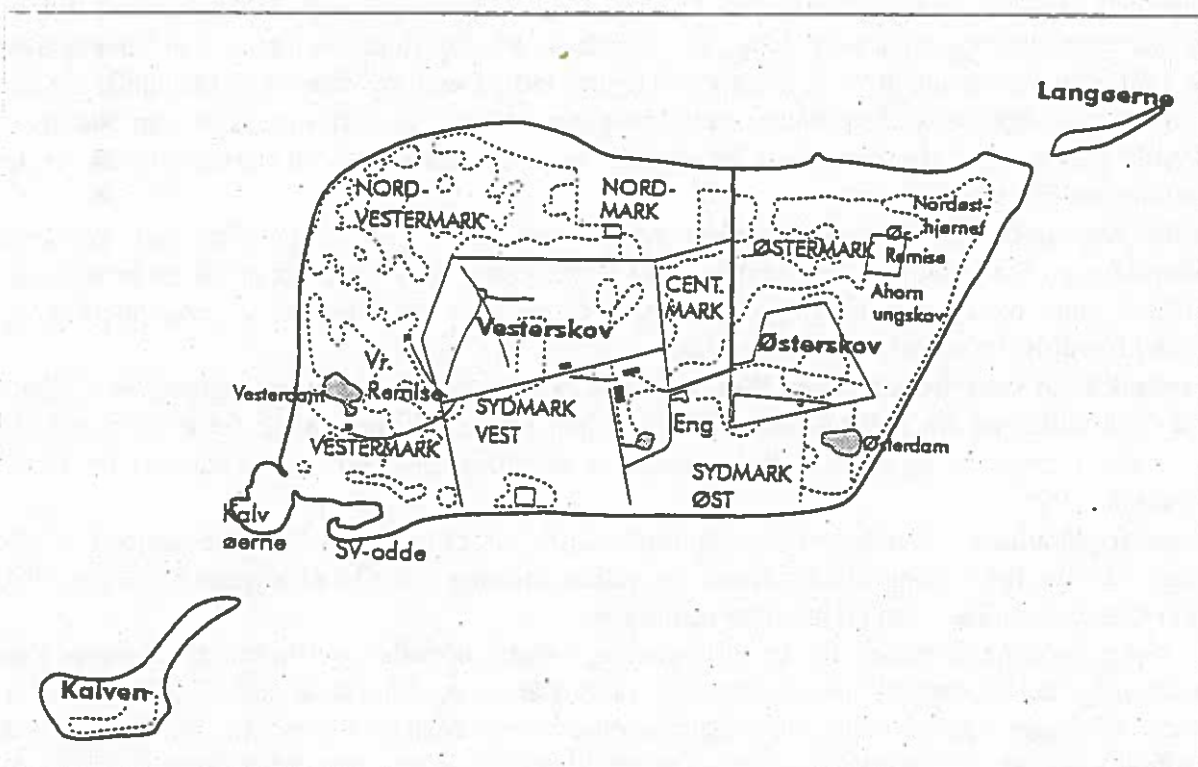 Langøerne
NORD-
VESTERMARK
NORD-
MARK
Nordøst-
hjørnet
ØSTERMARK
Ør.
Remise
CENT.
MARK
Ahorn
ungskov
Vesterskov
Østerskov
Vr.
Remise
Vesterdam
SYDMARK
VEST
VESTERMARK
Eng
Østerdam
SYDMARK
ØST
Kalv
øerne
SV-odde
Kalven